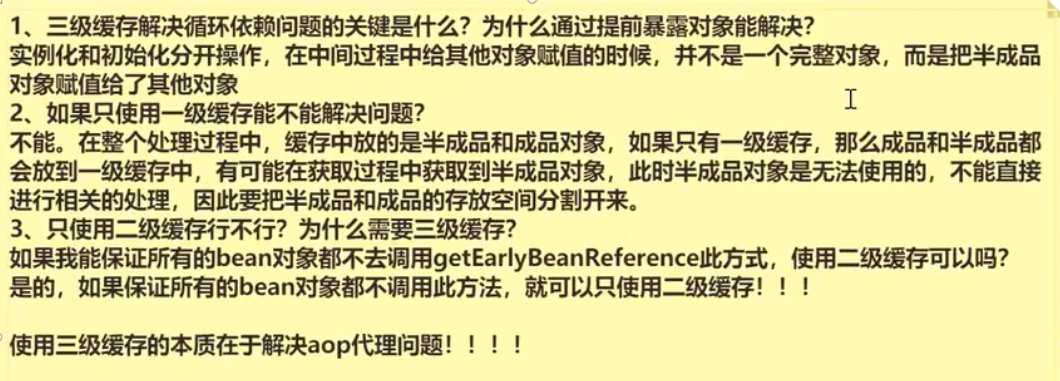 1、三级缓存解决循环依赖问题的关键是什么？为什么通过提前暴露对象能解决？
实例化和初始化分开操作，在中间过程中给其他对象赋值的时候，并不是一个完整对象，而是把半成品
对象赋值给了其他对象
2、如果只使用一级缓存能不能解决问题？
不能。在整个处理过程中，缓存中放的是半成品和成品对象，如果只有一级缓存，那么成品和半成品都
会放到一级缓存中，有可能在获取过程中获取到半成品对象，此时半成品对象是无法使用的，不能直接
进行相关的处理，因此要把半成品和成品的存放空间分割开来。
3、只使用二级缓存行不行？为什么需要三级缓存？
如果我能保证所有的bean对象都不去调用getEarlyBeanReference此方式，使用二级缓存可以吗？
是的，如果保证所有的bean对象都不调用此方法，就可以只使用二级缓存！！！
使用三级缓存的本质在于解决aop代理问题！！！！